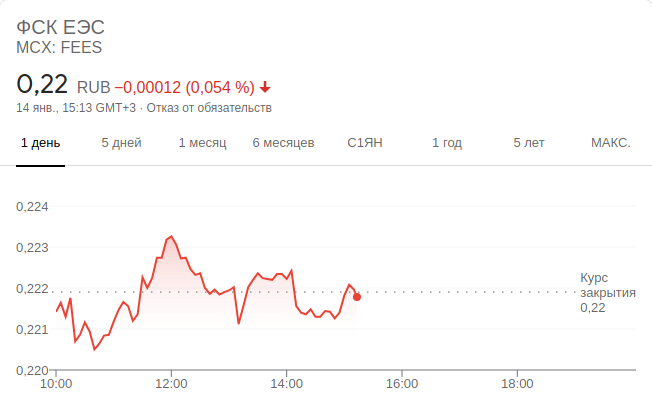 ФСК ЕЭС
MCX: FEES
0,22 RUB −0,00012 (0,054 %)
14 янв., 15:13 GMT+3 · Отказ от обязательств
1 день 5 дней 1 месяц 6 месяцев С1ЯН 1 год 5 лет МАКС.
0,224
0,223
0,222
0,221
0,220
Курс
закрытия
0,22
10:00 12:00 14:00 16:00 18:00